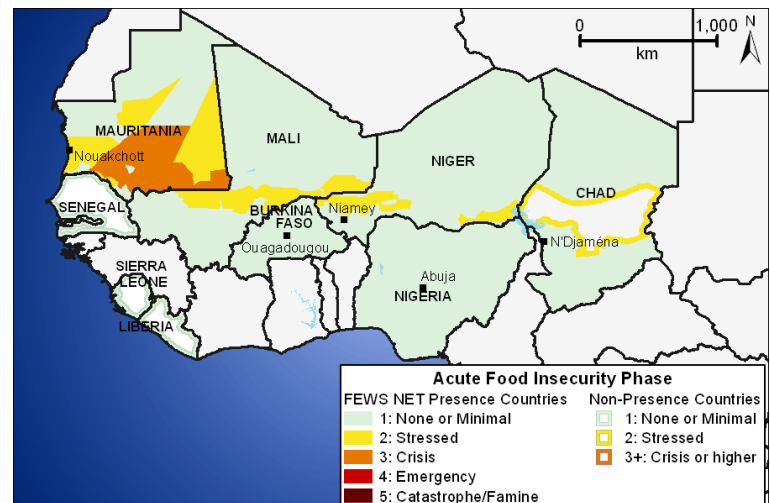 0 1,000
km
N
MAURITANIA
Nouakchott
MALI
NIGER
CHAD
SENEGAL
BURKINA
FASO
Niamey
Ouagadougou
N'Djaména
SIERRA
LEONE
Abuja
NIGERIA
LIBERIA
Acute Food Insecurity Phase
FEWS NET Presence Countries
1: None or Minimal
2: Stressed
3: Crisis
4: Emergency
5: Catastrophe/Famine
Non-Presence Countries
1: None or Minimal
2: Stressed
3+: Crisis or higher